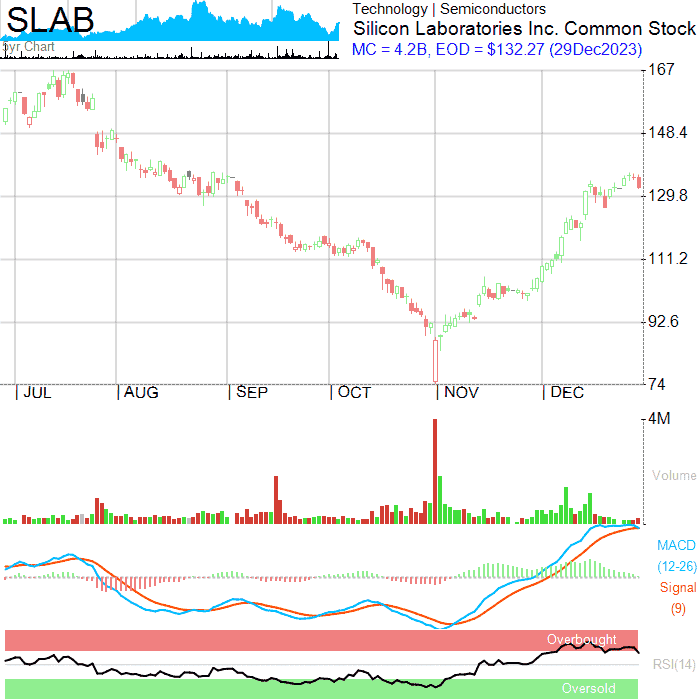 SLAB
5yr Chart
Technology | Semiconductors
Silicon Laboratories Inc. Common Stock
MC = 4.2B, EOD = $132.27 (29Dec2023)
167
148.4
129.8
111.2
92.6
74
| JUL | AUG | SEP | OCT | NOV | DEC
4M
Volume
MACD
(12-26)
Signal
(9)
Overbought
RSI(14)
Oversold